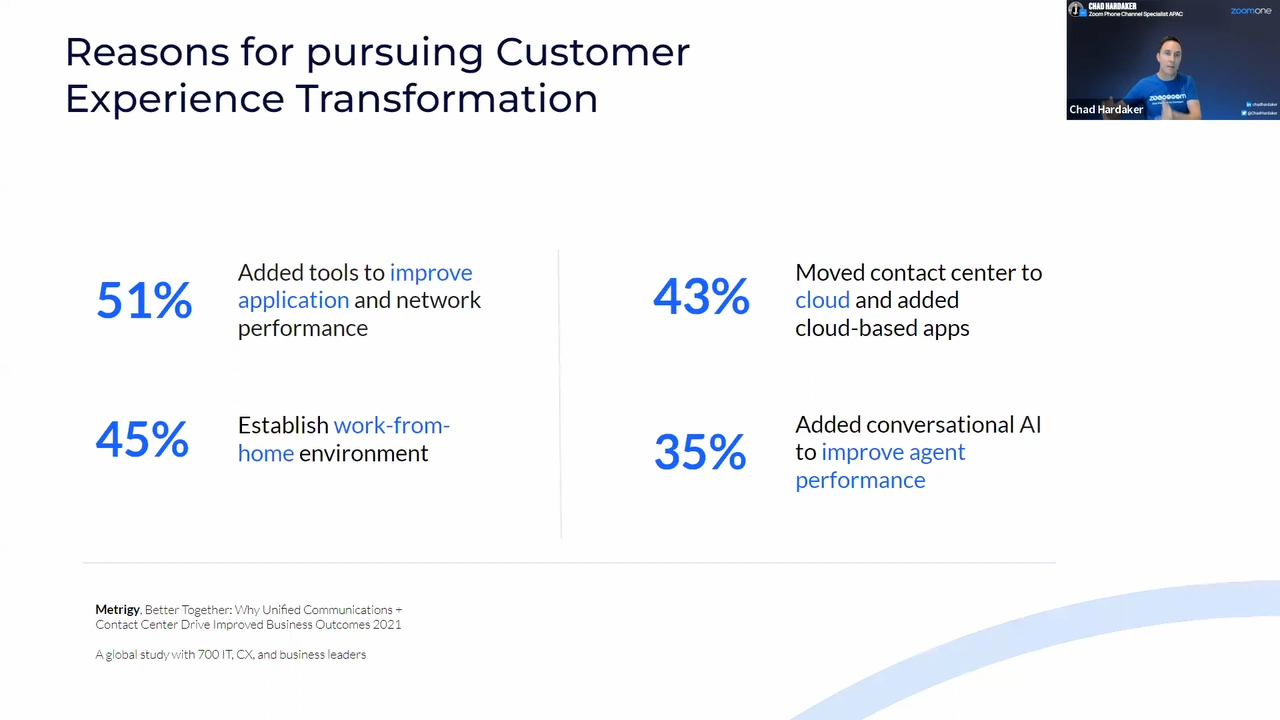 Reasons for pursuing Customer
Experience Transformation
CHAD HARDAKER
Zoom Phone Channel Specialist APAC
zoomone
Chad Hardaker
chadhardaker
@ChadHardaker
51%
Added tools to improve
application and network
performance
45%
Establish work-from-
home environment
43%
Moved contact center to
cloud and added
cloud-based apps
35%
Added conversational AI
to improve agent
performance
Metrigy, Better Together: Why Unified Communications +
Contact Center Drive Improved Business Outcomes 2021
A global study with 700 IT, CX, and business leaders